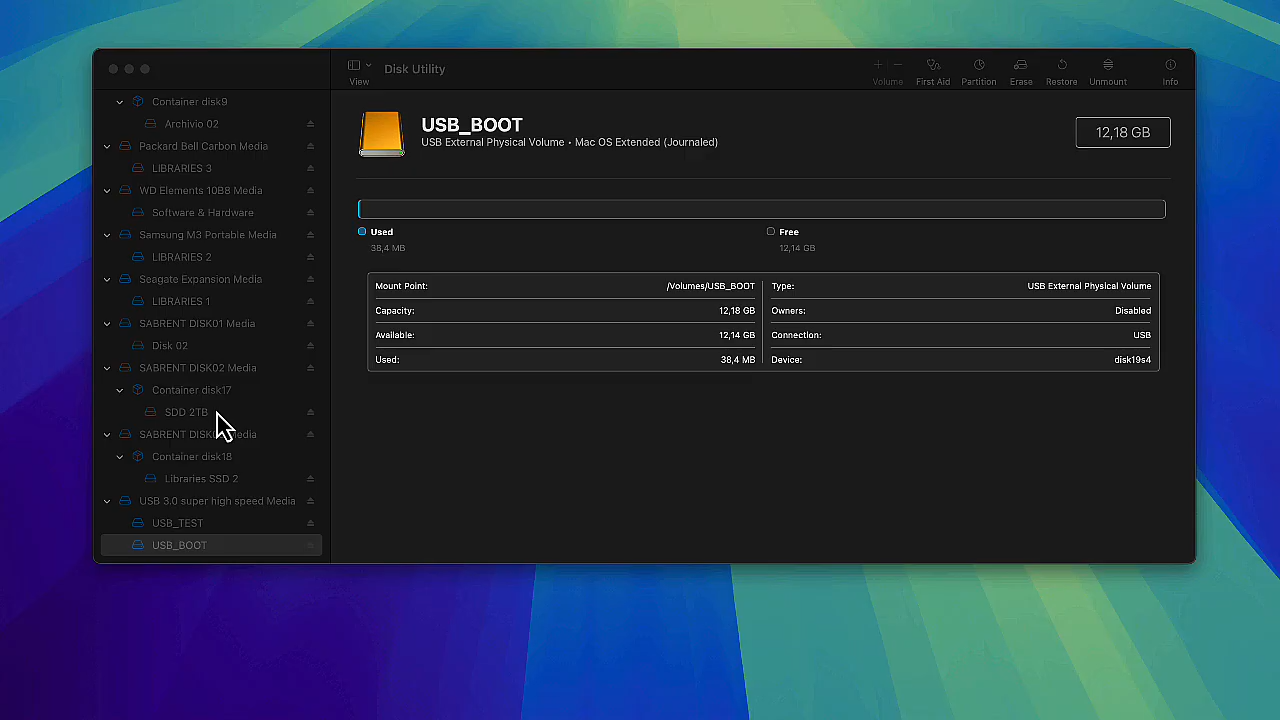 View
Disk Utility
Volume
First Aid
Partition
Erase
Restore
Unmount
Info
Container disk9
Archivio 02
Packard Bell Carbon Media
LIBRARIES 3
WD Elements 10B8 Media
Software & Hardware
Samsung M3 Portable Media
LIBRARIES 2
Seagate Expansion Media
LIBRARIES 1
SABRENT DISK01 Media
Disk 02
SABRENT DISK02 Media
Container disk17
SDD 2TB
SABRENT Media
Container disk18
Libraries SSD 2
USB 3.0 super high speed Media
USB_TEST
USB_BOOT
USB_BOOT
USB External Physical Volume • Mac OS Extended (Journaled)
12,18 GB
Used
38,4 MB
Free
12,14 GB
Mount Point: /Volumes/USB_BOOT
Capacity: 12,18 GB
Available: 12,14 GB
Used: 38,4 MB
Type: USB External Physical Volume
Owners: Disabled
Connection: USB
Device: disk19s4